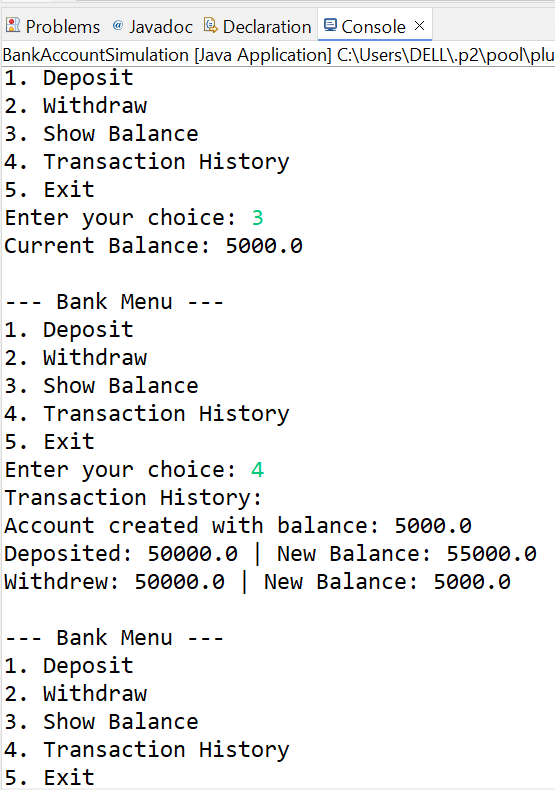 Problems @ Javadoc Declaration Console ×
BankAccountSimulation [Java Application] C:\Users\DELL\.p2\pool\plu
1. Deposit
2. Withdraw
3. Show Balance
4. Transaction History
5. Exit
Enter your choice: 3
Current Balance: 5000.0

--- Bank Menu ---
1. Deposit
2. Withdraw
3. Show Balance
4. Transaction History
5. Exit
Enter your choice: 4
Transaction History:
Account created with balance: 5000.0
Deposited: 50000.0 | New Balance: 55000.0
Withdrew: 50000.0 | New Balance: 5000.0

--- Bank Menu ---
1. Deposit
2. Withdraw
3. Show Balance
4. Transaction History
5. Exit